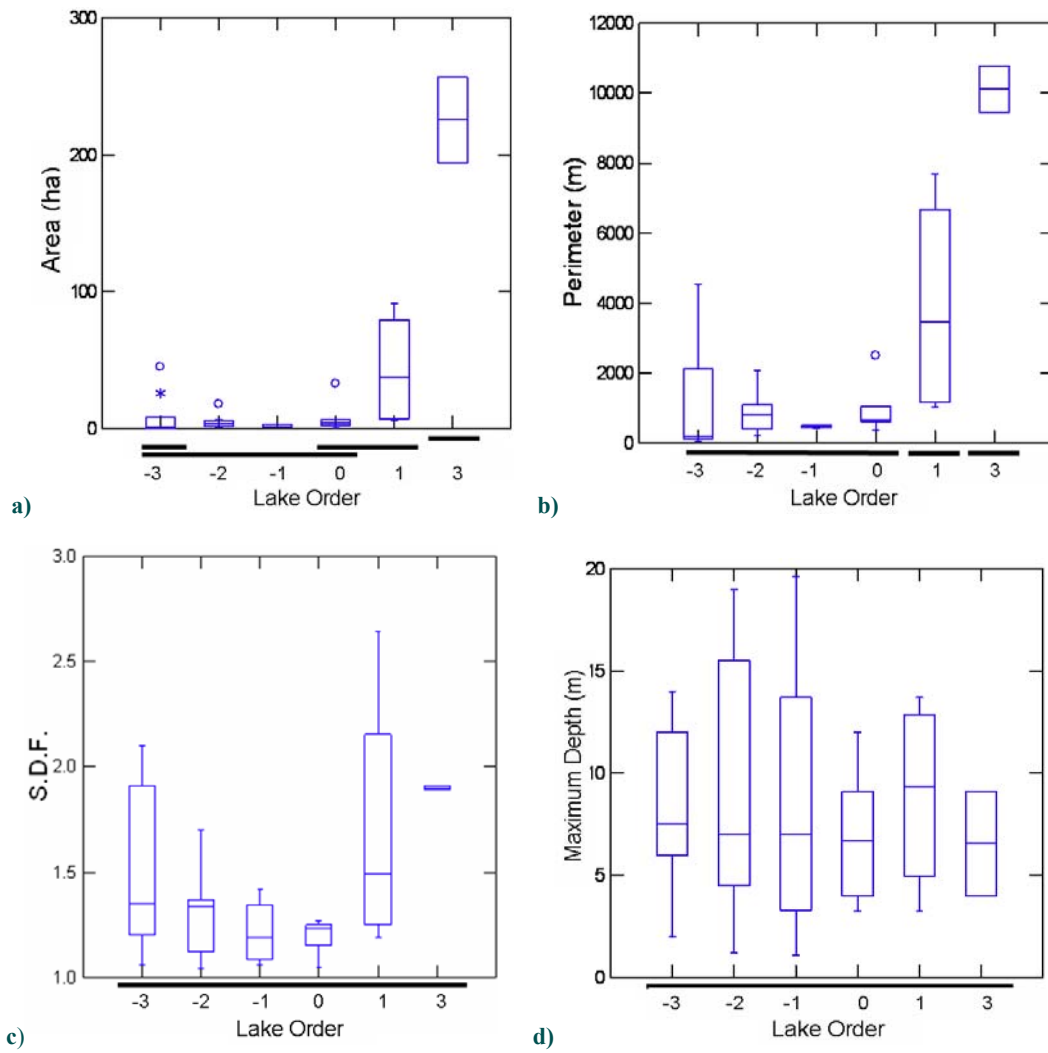 300
200
100
0
Area (ha)
-3 -2 -1 0 1 3
Lake Order
a)
12000
10000
8000
6000
4000
2000
0
Perimeter (m)
-3 -2 -1 0 1 3
Lake Order
b)
3.0
2.5
2.0
1.5
1.0
S.D.F.
-3 -2 -1 0 1 3
Lake Order
c)
20
15
10
5
0
Maximum Depth (m)
-3 -2 -1 0 1 3
Lake Order
d)